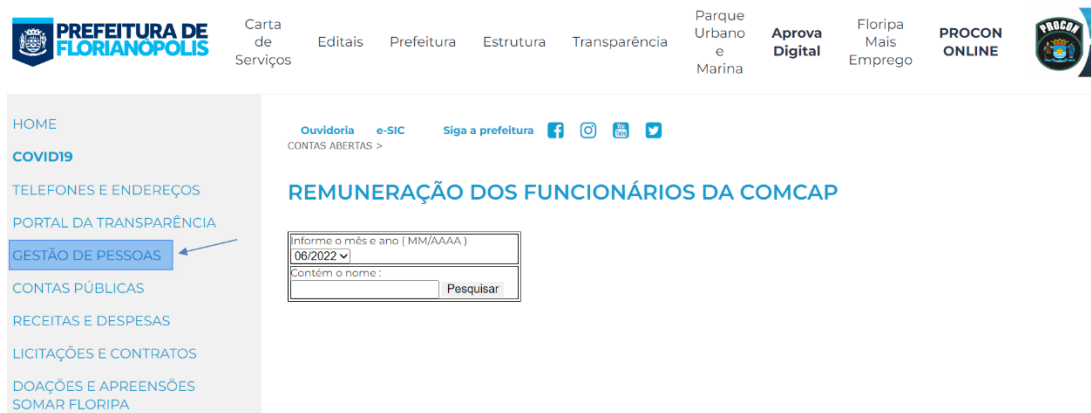 PREFEITURA DE
FLORIANÓPOLIS
Carta
de
Serviços
Editais
Prefeitura
Estrutura
Transparência
Parque
Urbano
e
Marina
Aprova
Digital
Floripa
Mais
Emprego
PROCON
ONLINE
PROCON
HOME
COVID19
TELEFONES E ENDEREÇOS
PORTAL DA TRANSPARÊNCIA
GESTÃO DE PESSOAS
CONTAS PÚBLICAS
RECEITAS E DESPESAS
LICITAÇÕES E CONTRATOS
DOAÇÕES E APREENSÕES
SOMAR FLORIPA
Ouvidoria e-SIC Siga a prefeitura
CONTAS ABERTAS >
REMUNERAÇÃO DOS FUNCIONÁRIOS DA COMCAP
Informe o mês e ano ( MM/AAAA )
06/2022
Contém o nome :
Pesquisar